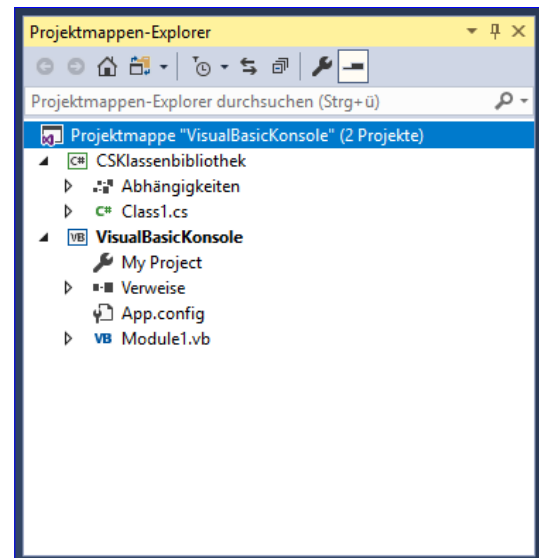 Projektmappen-Explorer
Projektmappen-Explorer durchsuchen (Strg+ü)
Projektmappe "VisualBasicKonsole" (2 Projekte)
C# CSKlassenbibliothek
Abhängigkeiten
C# Class1.cs
VB VisualBasicKonsole
My Project
Verweise
App.config
VB Module1.vb